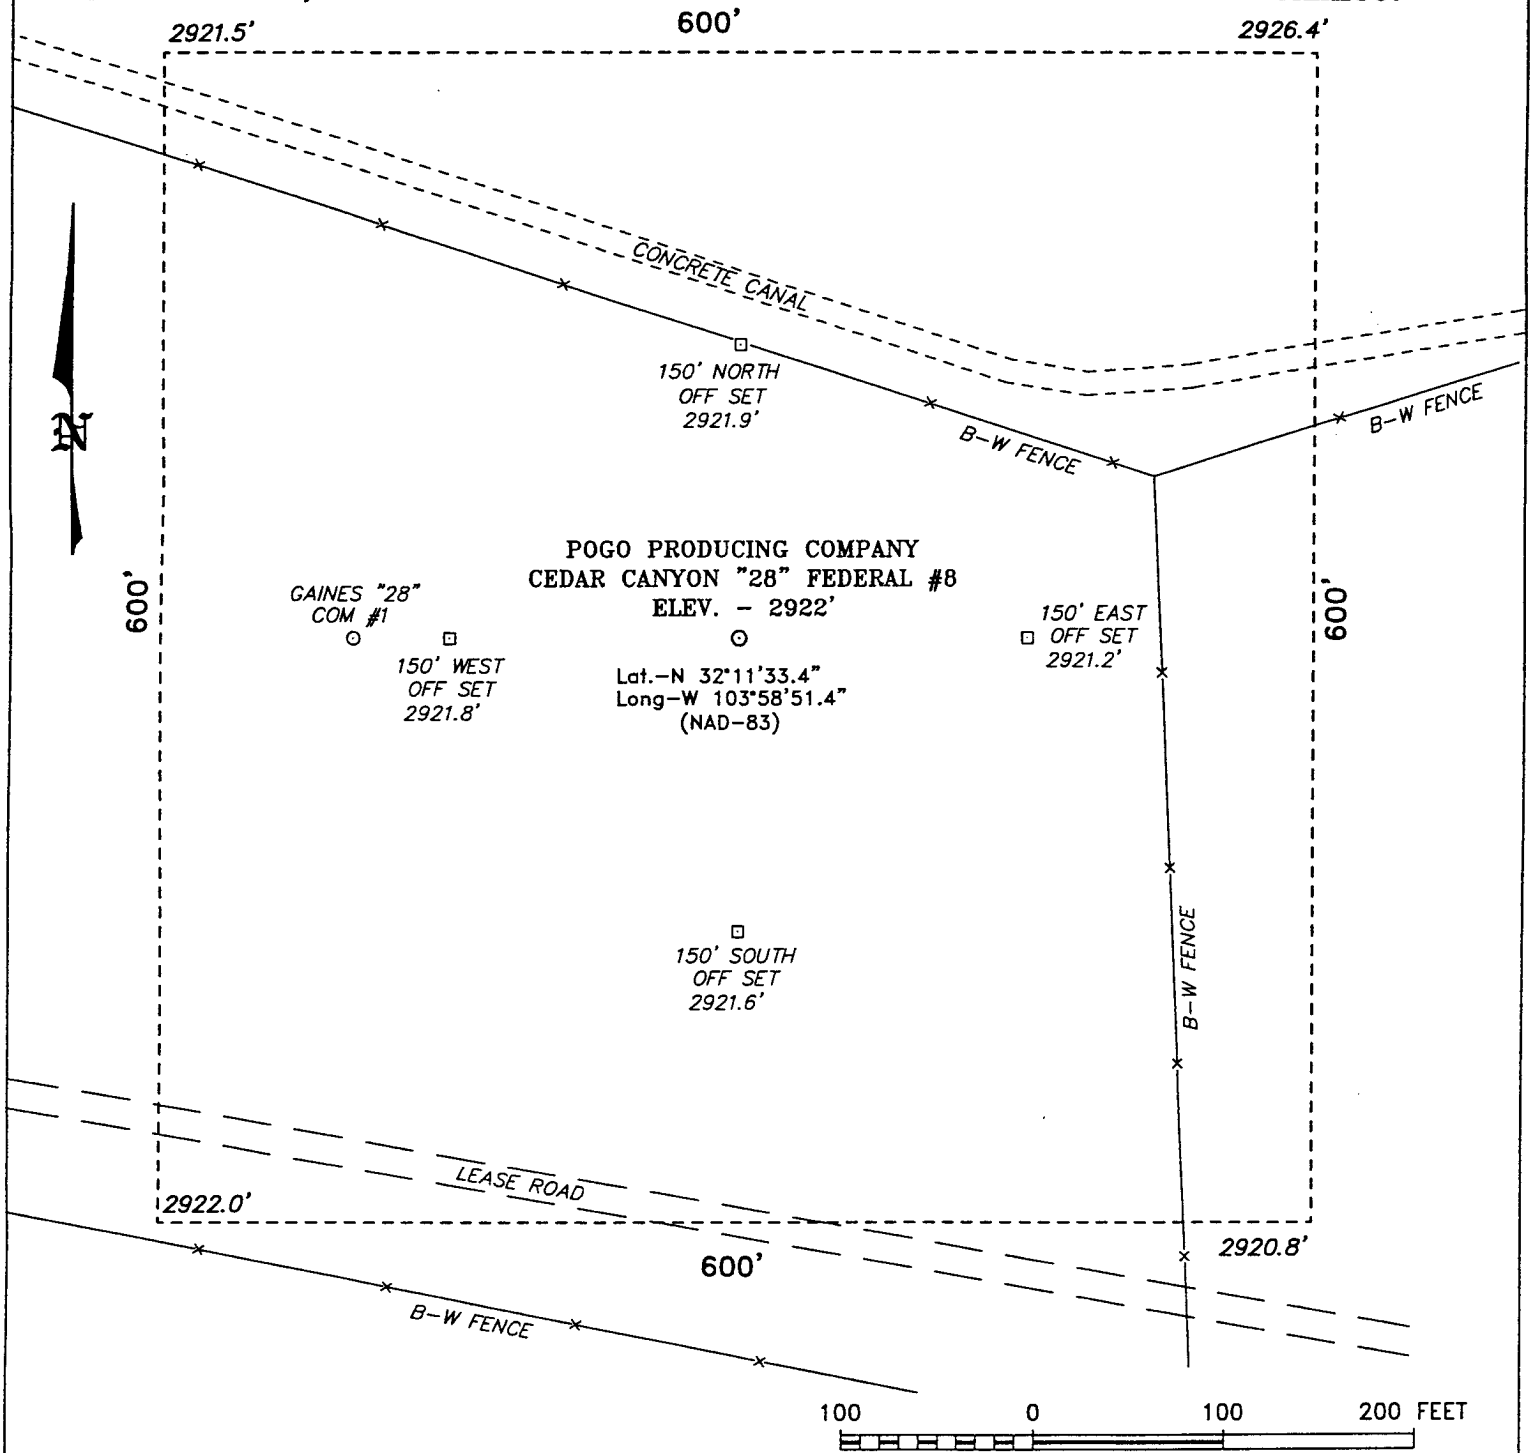 600'
2921.5'
2926.4'
CONCRETE CANAL
150' NORTH
OFF SET
2921.9'
B-W FENCE
B-W FENCE
N
POGO PRODUCING COMPANY
CEDAR CANYON "28" FEDERAL #8
ELEV. - 2922'
600'
GAINES "28"
COM #1
150' WEST
OFF SET
2921.8'
Lat.-N 32°11'33.4"
Long-W 103°58'51.4"
(NAD-83)
150' EAST
OFF SET
2921.2'
600'
150' SOUTH
OFF SET
2921.6'
B-W FENCE
LEASE ROAD
2922.0'
600'
2920.8'
B-W FENCE
100 0 100 200 FEET